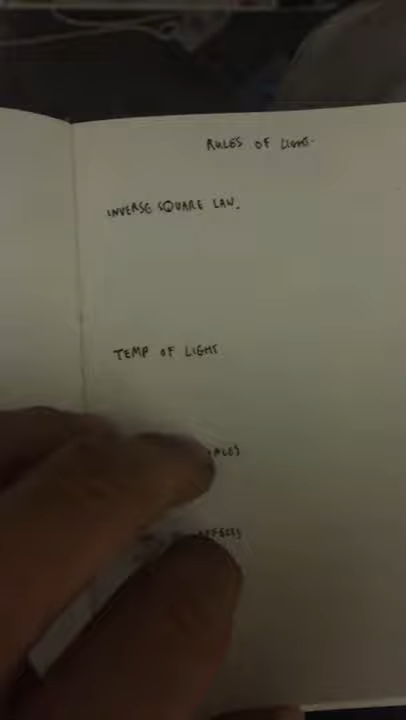 RULES OF LIGHT.
INVERSE SQUARE LAW.
TEMP OF LIGHT